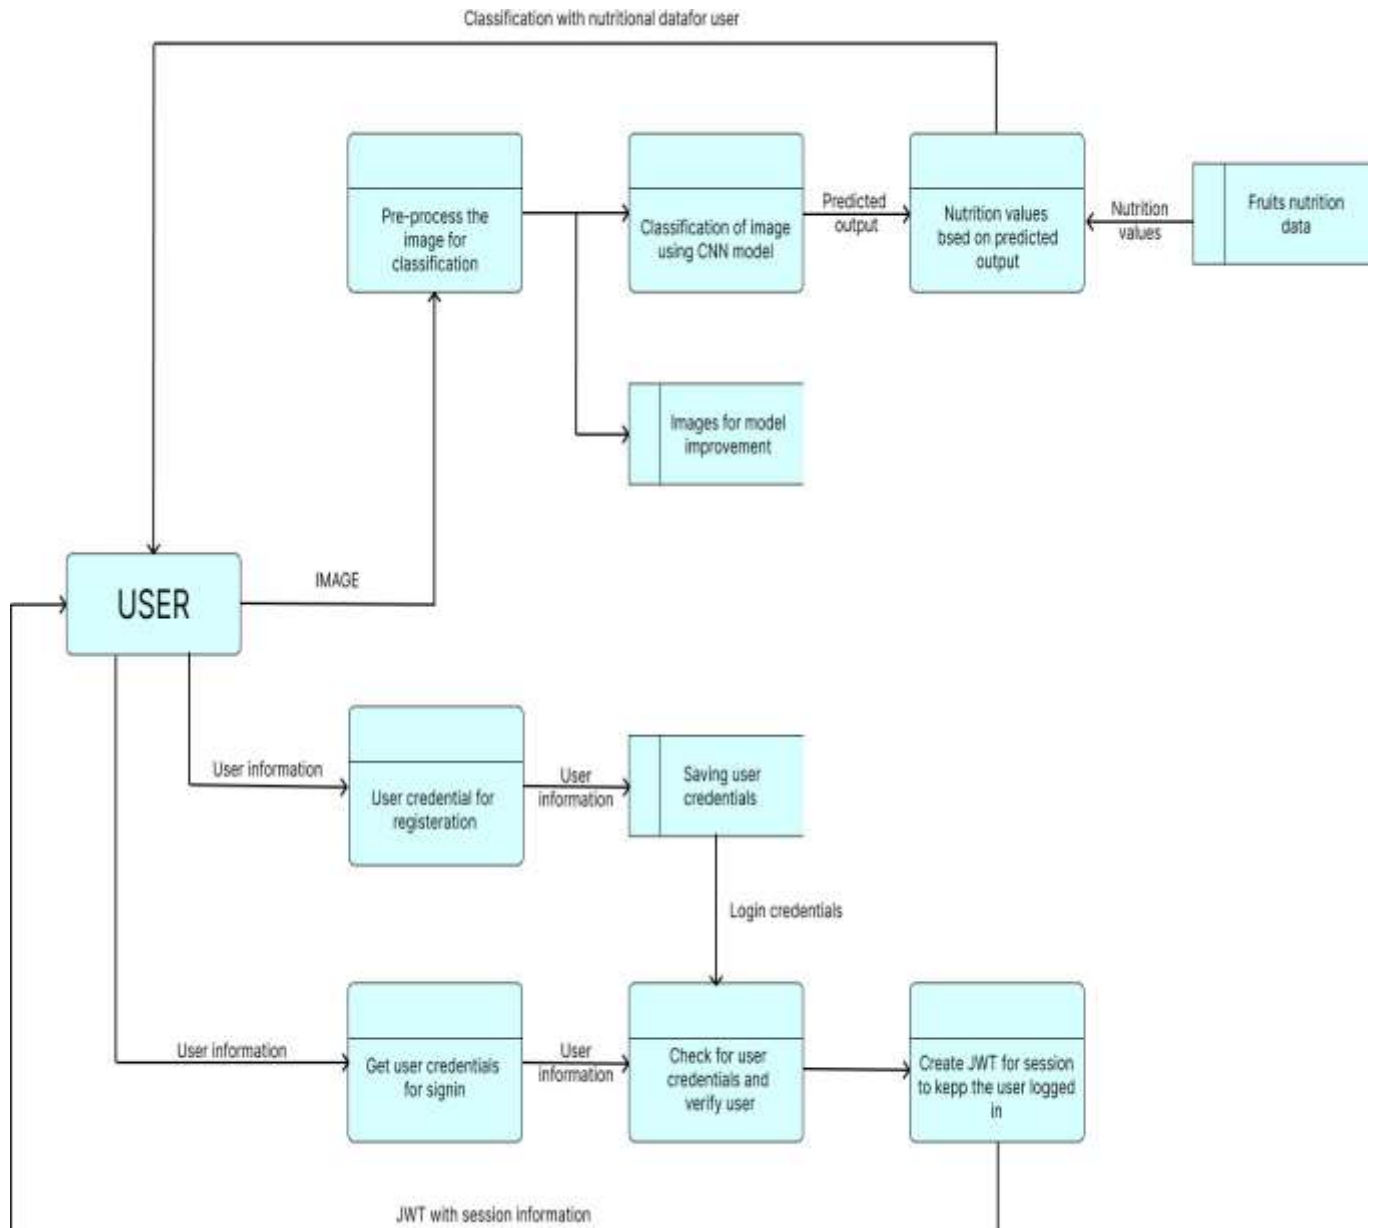 Classification with nutritional datafor user
Pre-process the
image for
classification
Classification of image
using CNN model
Predicted
output
Nutrition values
bsed on predicted
output
Nutrition
values
Fruits nutrition
data
Images for model
improvement
USER
IMAGE
User information
User credential for
registeration
User
information
Saving user
credentials
Login credentials
User information
Get user credentials
for signin
User
information
Check for user
credentials and
verify user
Create JWT for session
to kepp the user logged
in
JWT with session information